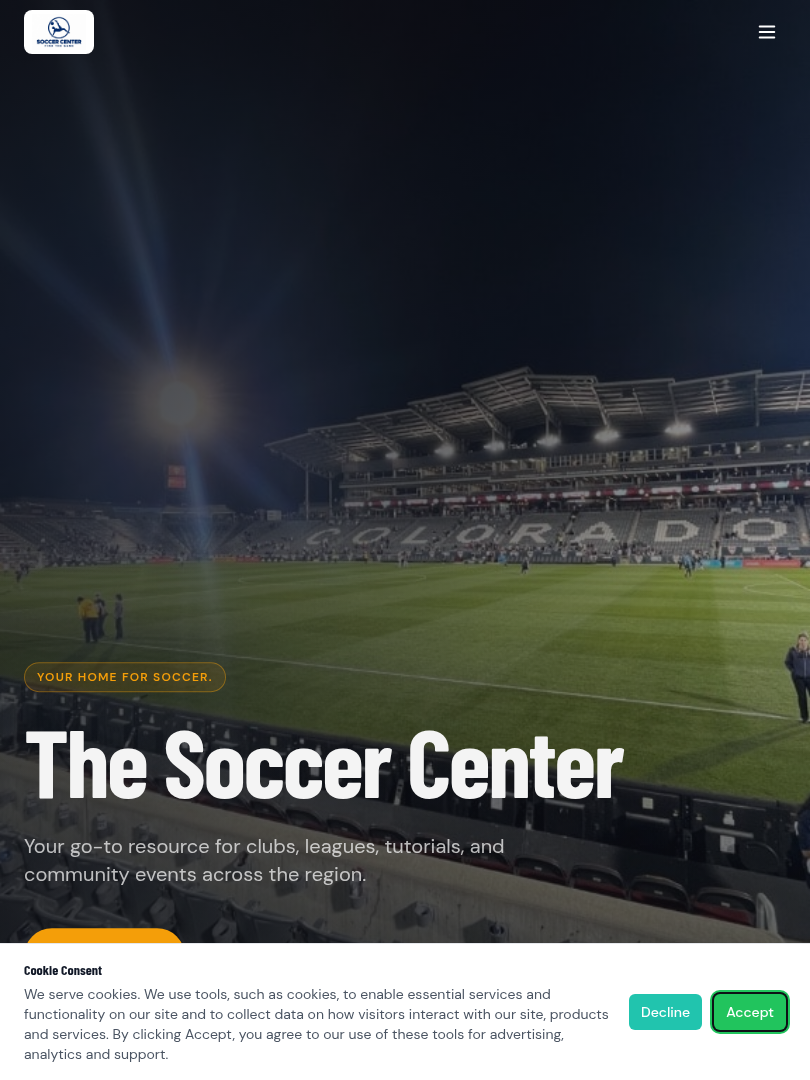 SOCCER CENTER
COLORADO
YOUR HOME FOR SOCCER.
The Soccer Center
Your go-to resource for clubs, leagues, tutorials, and
community events across the region.
Cookie Consent
We serve cookies. We use tools, such as cookies, to enable essential services and
functionality on our site and to collect data on how visitors interact with our site, products
and services. By clicking Accept, you agree to our use of these tools for advertising,
analytics and support.
Decline
Accept